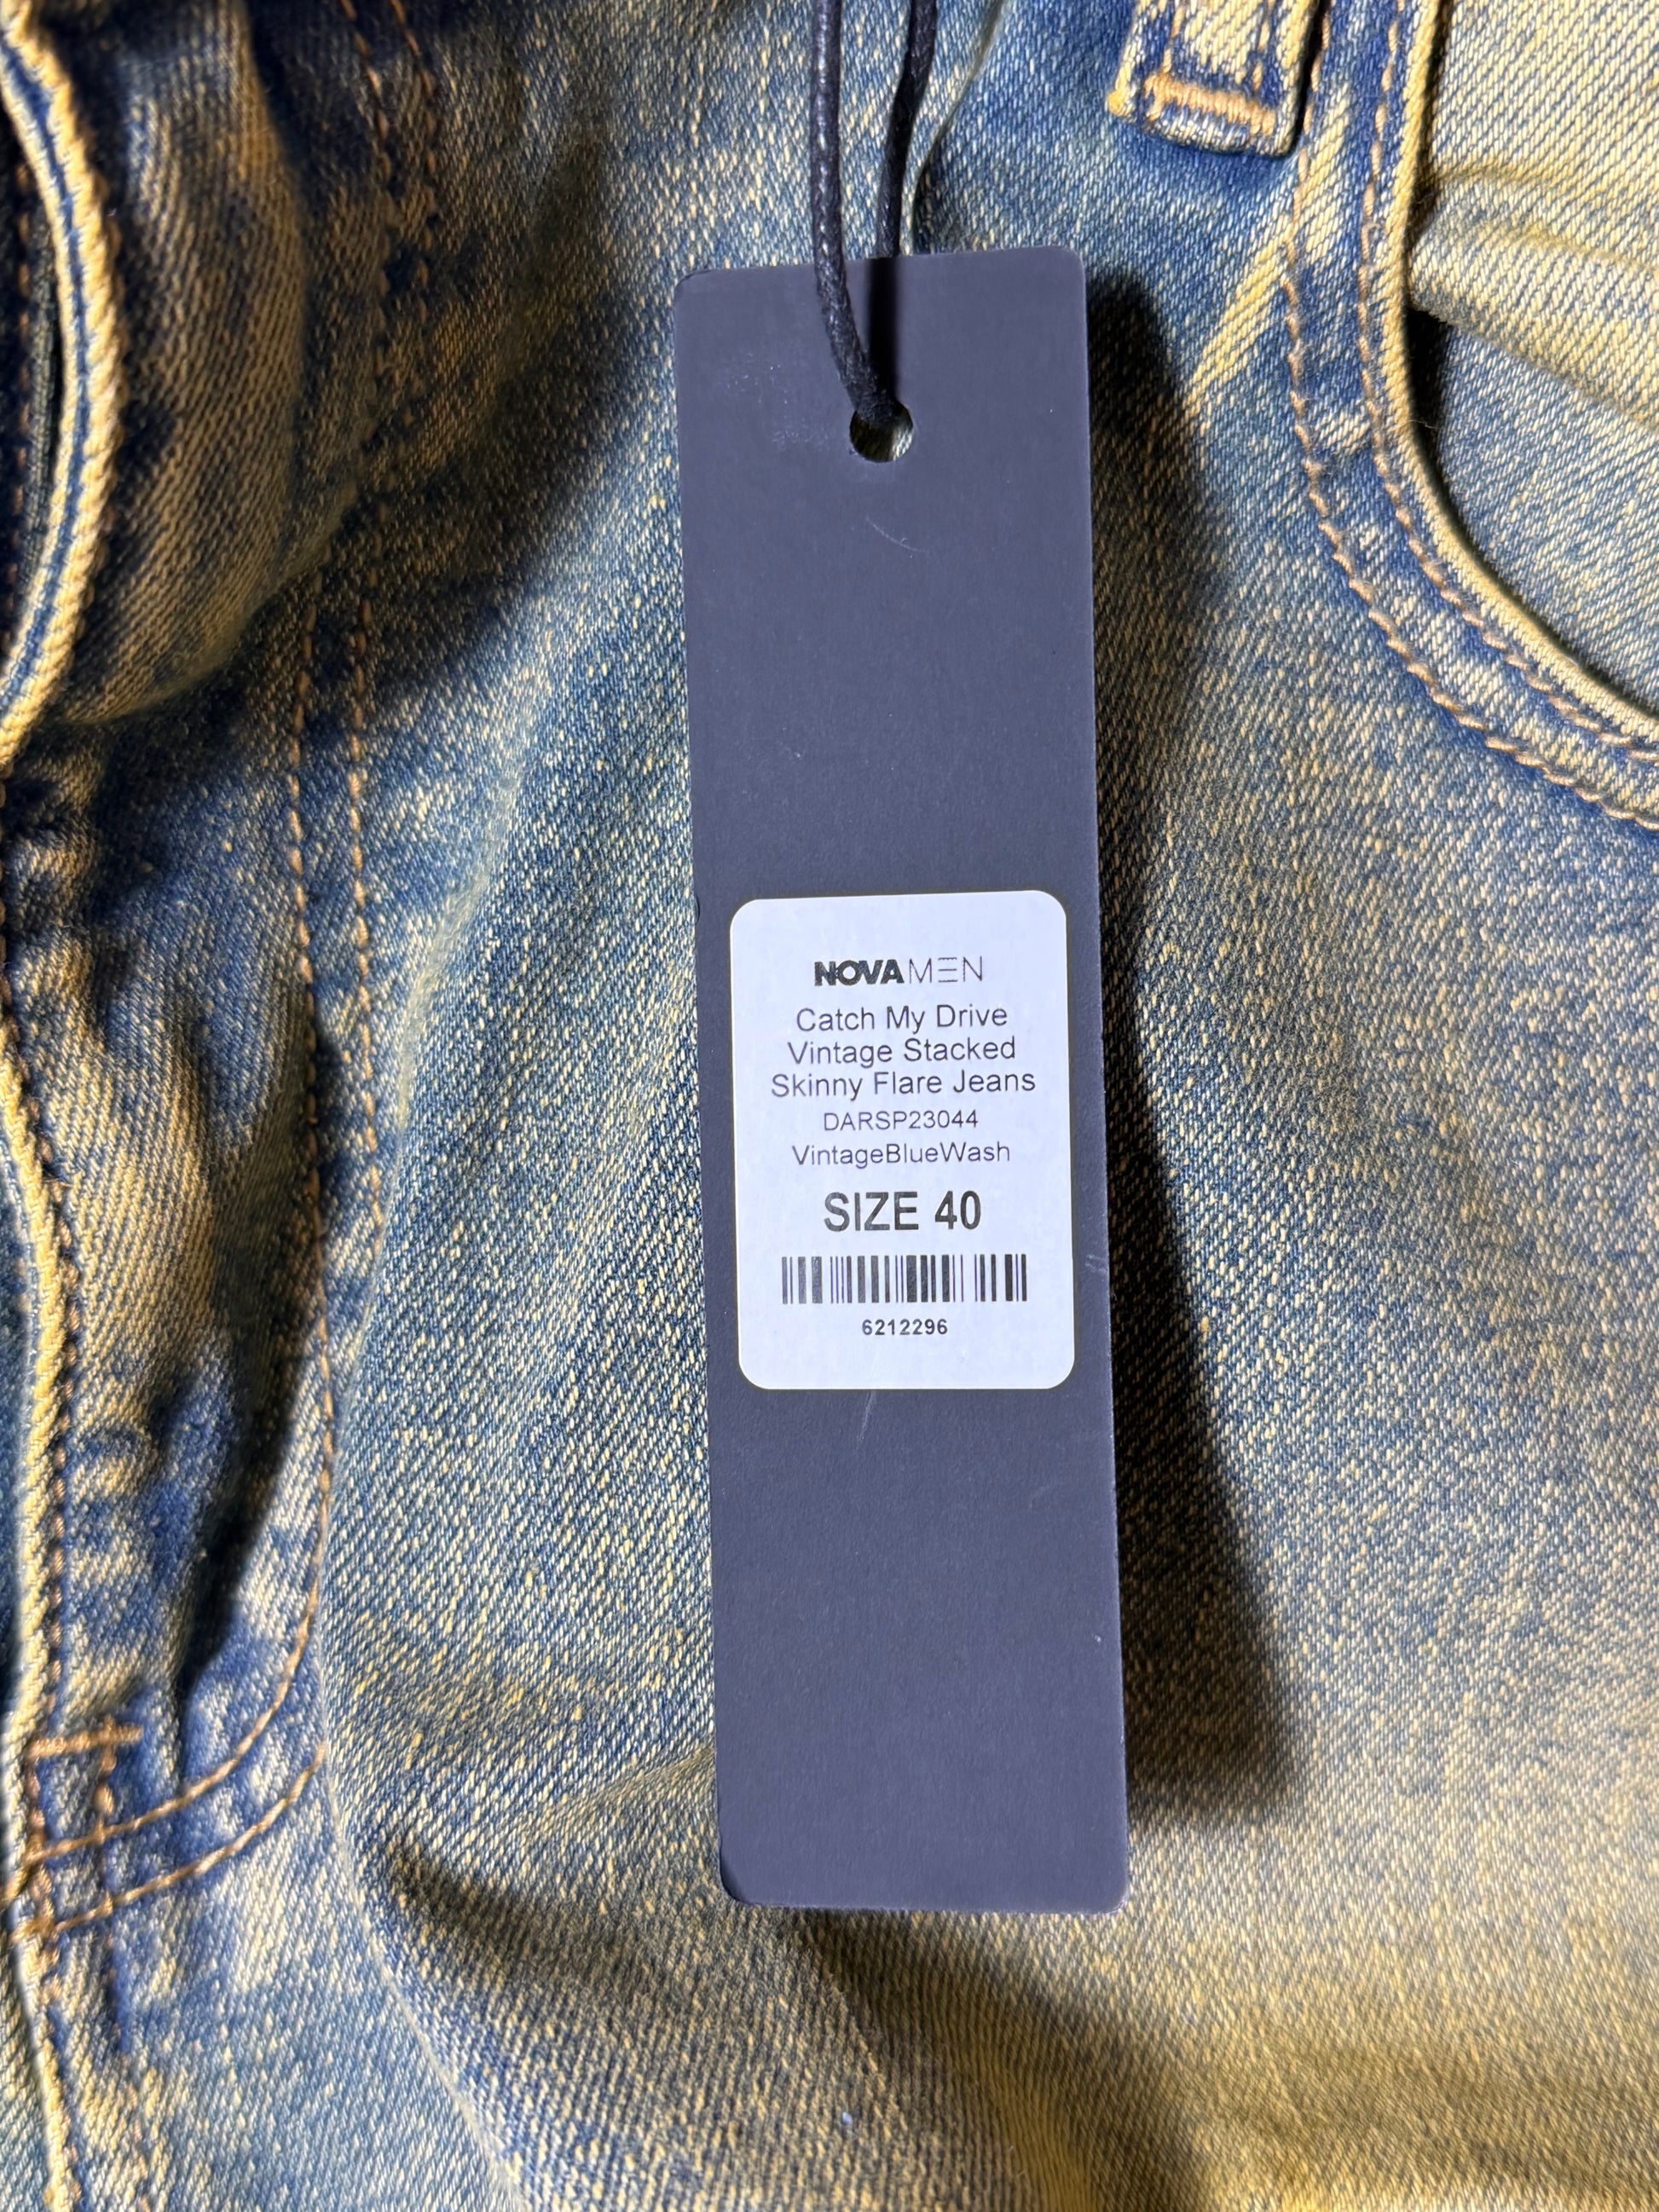 NOVAMEN
Catch My Drive
Vintage Stacked
Skinny Flare Jeans
DARSP23044
VintageBlueWash
SIZE 40
6212296